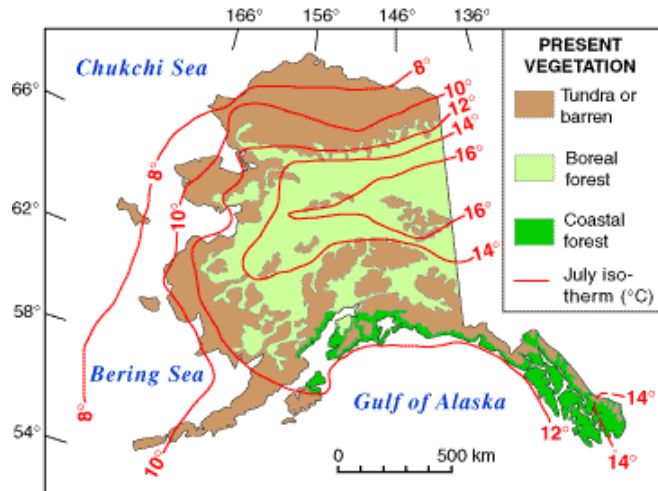 166° 156° 146° 136°
66°
62°
58°
54°
Chukchi Sea
8°
10°
12°
14°
16°
8°
10°
16°
14°
Bering Sea
Gulf of Alaska
8°
10°
12°
14°
14°
0 500 km
PRESENT
VEGETATION
Tundra or
barren
Boreal
forest
Coastal
forest
July iso-
therm (°C)